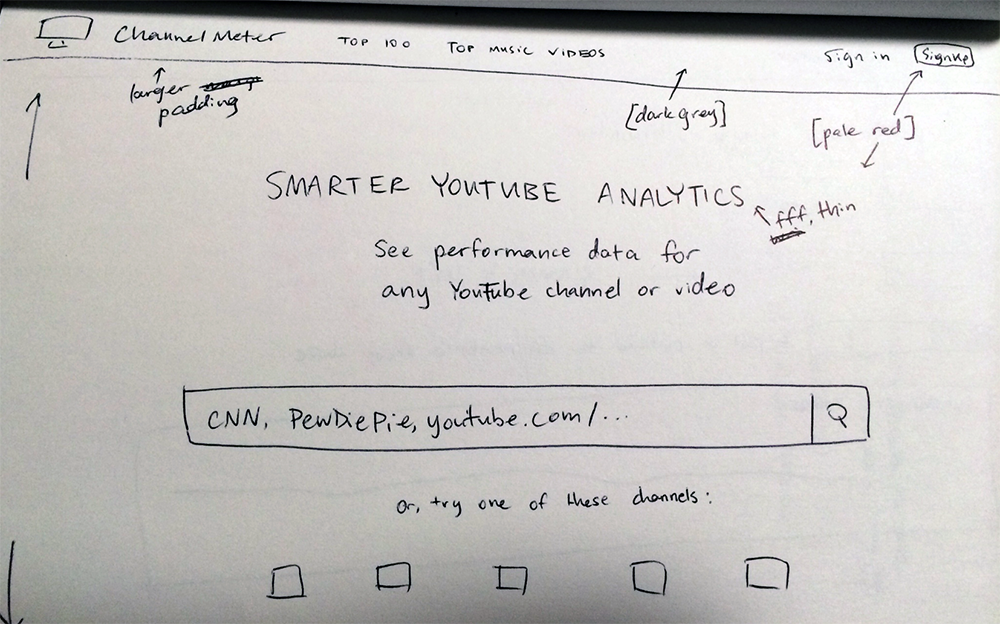 Channel Meter TOP 100 TOP MUSIC VIDEOS Sign in SignUp
larger
padding
[dark grey]
[pale red]
SMARTER YOUTUBE ANALYTICS
fff, thin
See performance data for
any YouTube channel or video
CNN, PewDiePie, youtube.com/...
Or, try one of these channels: